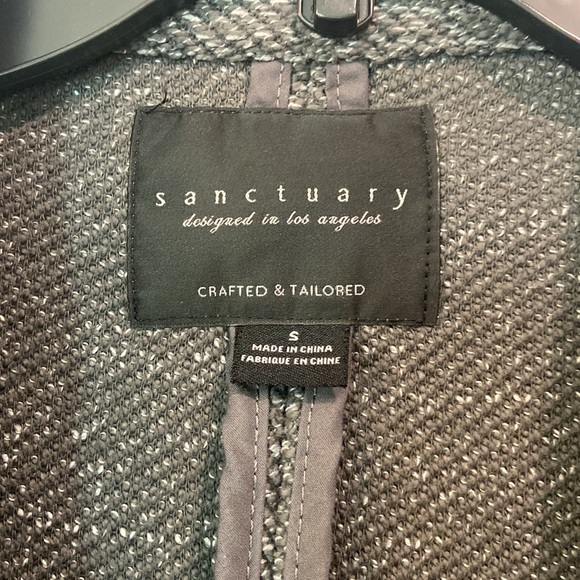 sanctuary
designed in los angeles
CRAFTED & TAILORED
S
MADE IN CHINA
FABRIQUE EN CHINE